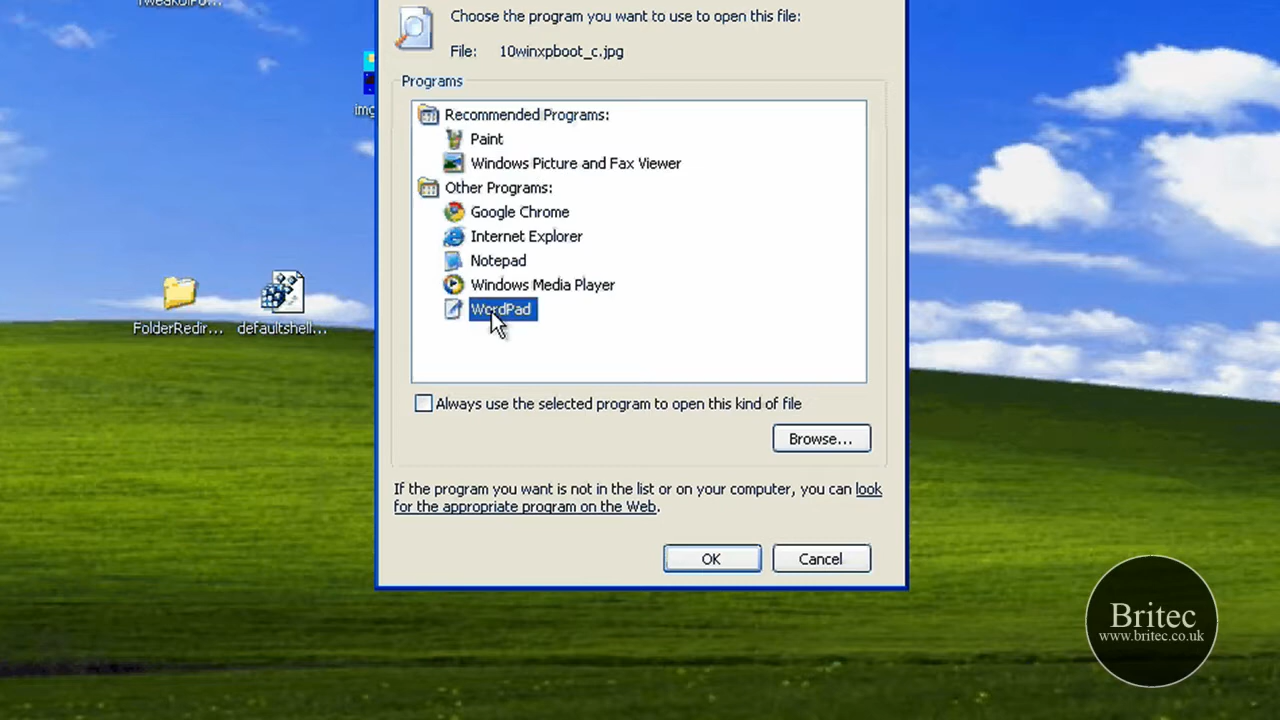 Choose the program you want to use to open this file:
File: 10winxpboot_c.jpg
Programs
Recommended Programs:
Paint
Windows Picture and Fax Viewer
Other Programs:
Google Chrome
Internet Explorer
Notepad
Windows Media Player
WordPad
Always use the selected program to open this kind of file
Browse...
If the program you want is not in the list or on your computer, you can look
for the appropriate program on the Web.
OK
Cancel
img
FolderRedir...
defaultshell...
Britec
www.britec.co.uk